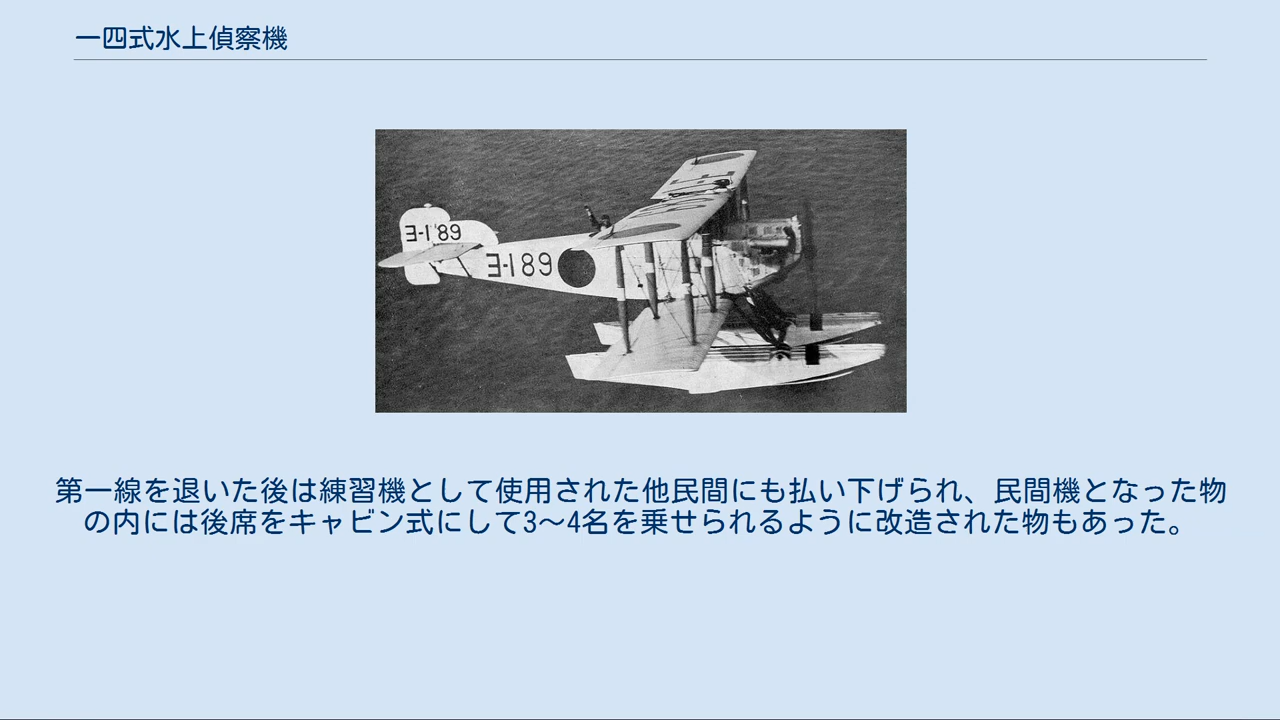 一四式水上偵察機
ヨ-189
ヨ-189
第一線を退いた後は練習機として使用された他民間にも払い下げられ、民間機となった物
の内には後席をキャビン式にして3〜4名を乗せられるように改造された物もあった。